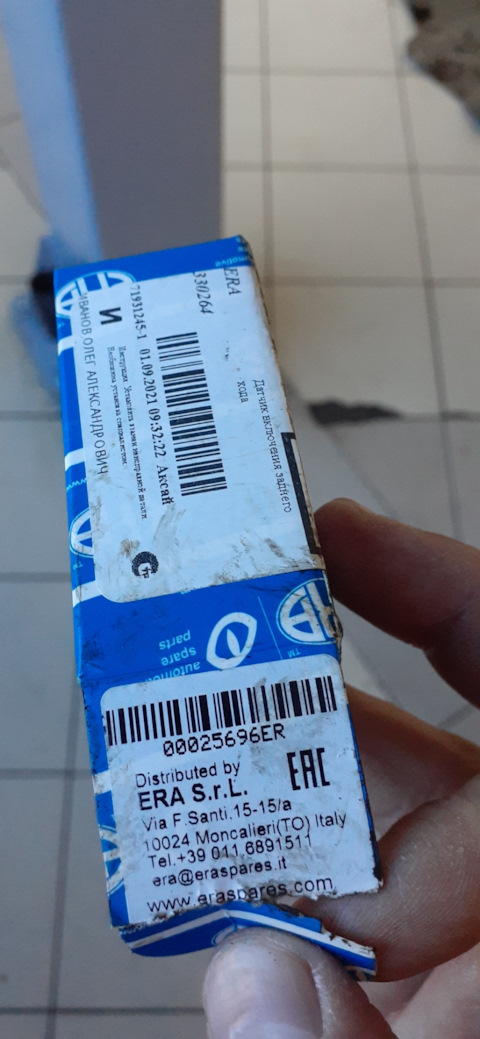 ERA
330264
Датчик включения заднего
хода
71931245-1 01.09.2021 09:32:22 Аксай
И
ИВАНОВ ОЛЕГ АЛЕКСАНДРОВИЧ
spare
parts
00025696ER
Distributed by
EAC
ERA S.r.L.
Via F.Santi,15-15/a
10024 Moncalieri(TO) Italy
Tel.+39 011 6891511
era@eraspares.it
www.eraspares.com